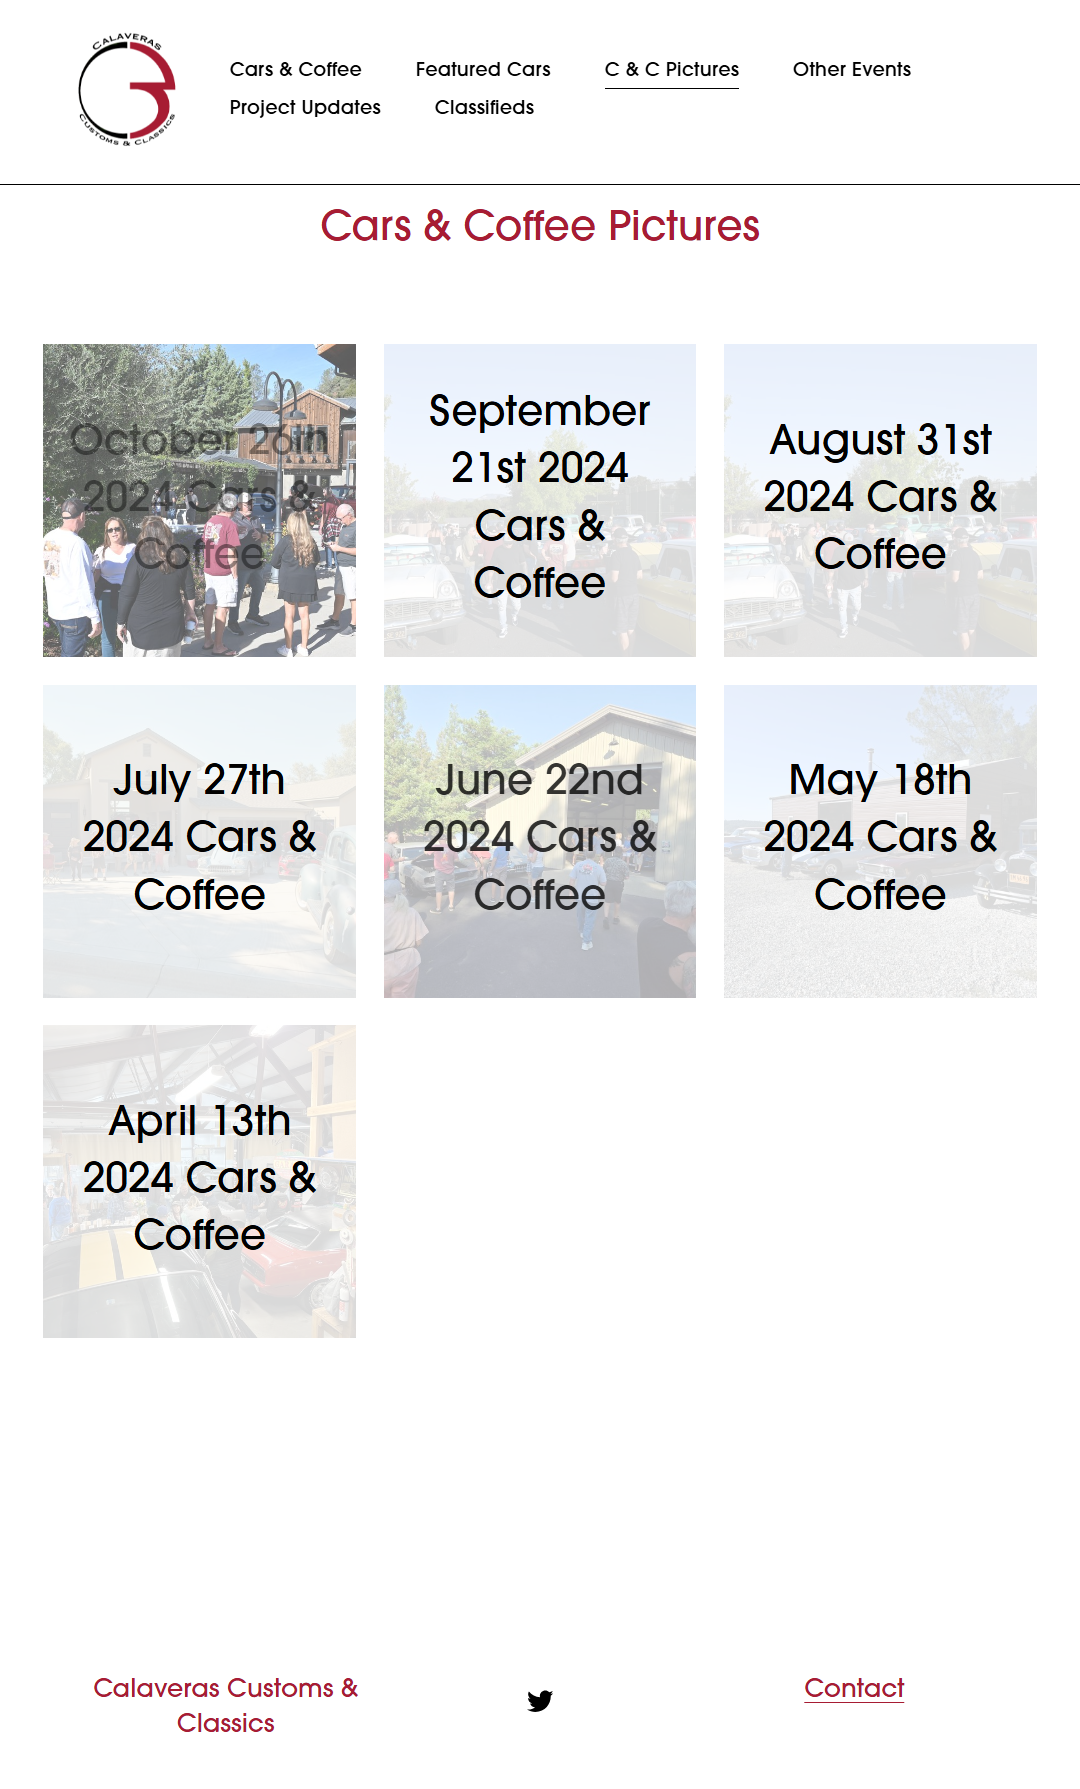 CALAVERAS
CUSTOMS & CLASSICS
Cars & Coffee
Featured Cars
C & C Pictures
Other Events
Project Updates
Classifieds
Cars & Coffee Pictures
October 26th
2024 Cars &
Coffee
September
21st 2024
Cars &
Coffee
August 31st
2024 Cars &
Coffee
July 27th
2024 Cars &
Coffee
June 22nd
2024 Cars &
Coffee
May 18th
2024 Cars &
Coffee
April 13th
2024 Cars &
Coffee
Calaveras Customs &
Classics
Contact